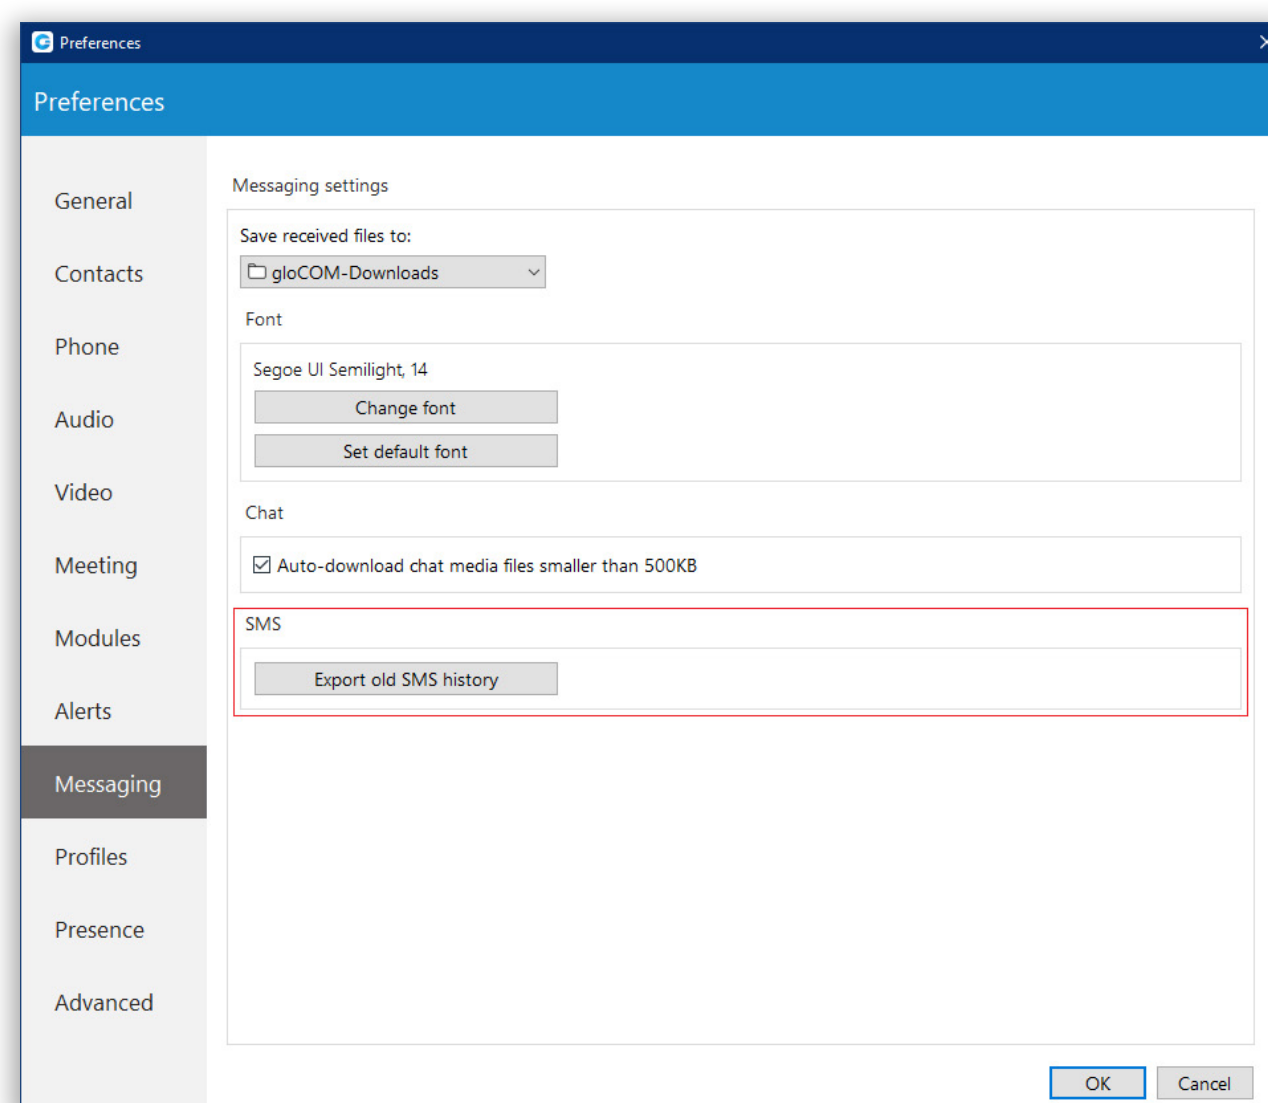 Preferences
Preferences
General
Contacts
Phone
Audio
Video
Meeting
Modules
Alerts
Messaging
Profiles
Presence
Advanced
Messaging settings
Save received files to:
gloCOM-Downloads
Font
Segoe UI Semilight, 14
Change font
Set default font
Chat
Auto-download chat media files smaller than 500KB
SMS
Export old SMS history
OK
Cancel